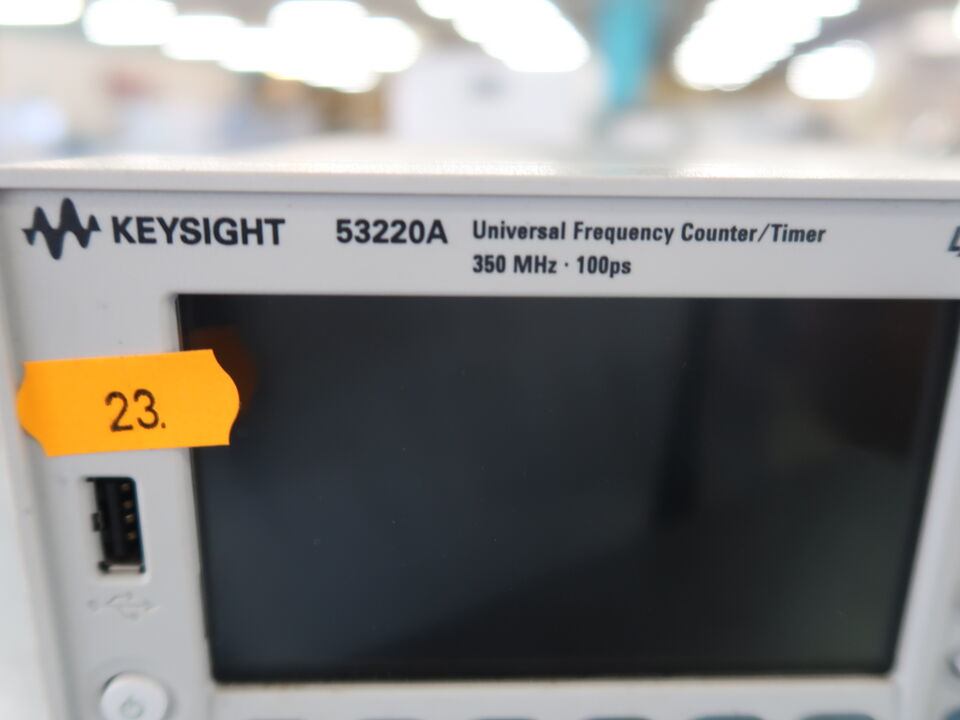 KEYSIGHT 53220A Universal Frequency Counter/Timer
350 MHz · 100ps
23.